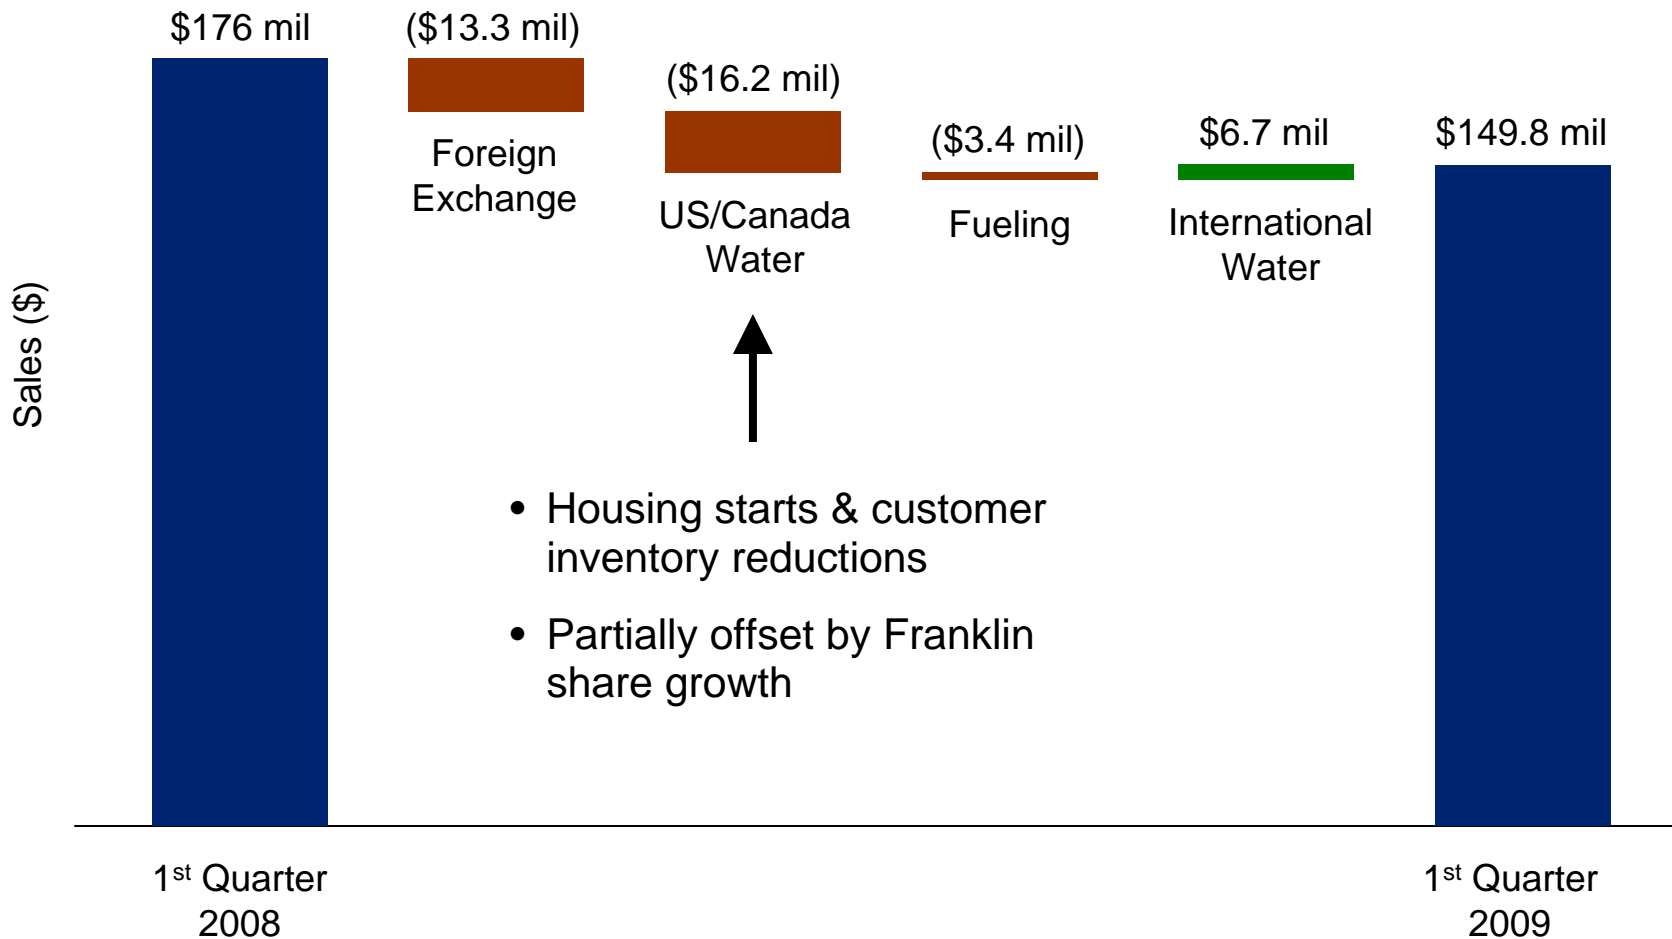 $176 mil
($13.3 mil)
($16.2 mil)
($3.4 mil)
$6.7 mil
$149.8 mil
Foreign
Exchange
US/Canada
Water
Fueling
International
Water
Sales ($)
• Housing starts & customer
inventory reductions
• Partially offset by Franklin
share growth
1st Quarter
2008
1st Quarter
2009